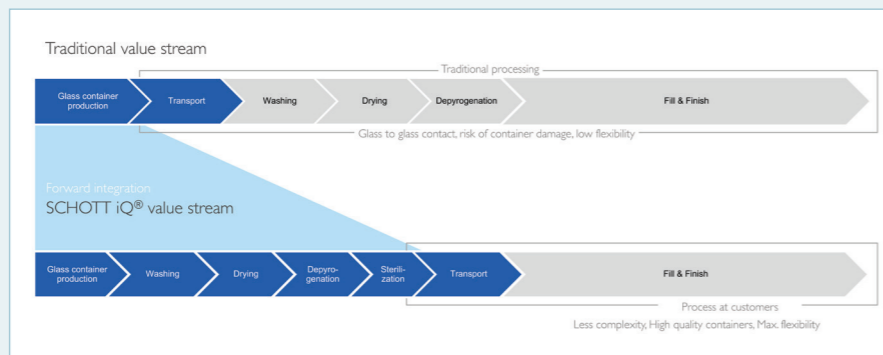 Traditional value stream
Traditional processing
Glass container
production
Transport
Washing
Drying
Depyrogenation
Fill & Finish
Glass to glass contact, risk of container damage, low flexibility
Forward integration
SCHOTT iQ® value stream
Glass container
production
Washing
Drying
Depyro-
genation
Sterili-
zation
Transport
Fill & Finish
Process at customers
Less complexity, High quality containers, Max. flexibility